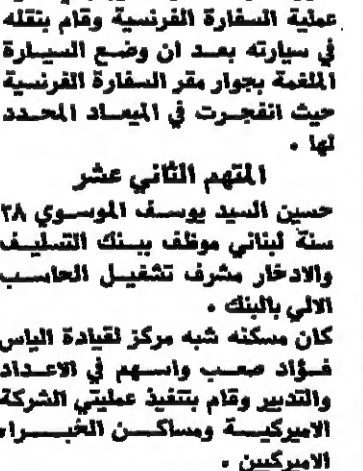 عملية السفارة الفرنسية وقام بنقله
في سيارته بعد ان وضع السيارة
الملغمة بجوار مقر السفارة الفرنسية
حيث انفجرت في الميعاد المحدد
لها •
المتهم الثاني عشر
حسين السيد يوسف الموسوي ٣٨
سنة لبناني موظف ببنك التسليف
والادخار مشرف تشغيل الحاسب
الالي بالبنك •
كان مسكنه شبه مركز لقيادة الياس
فؤاد صعب واسهم في الاعداد
والتدبير وقام بتنفيذ عمليتي الشركة
الاميركية ومساكن الخبراء
الاميركيين •